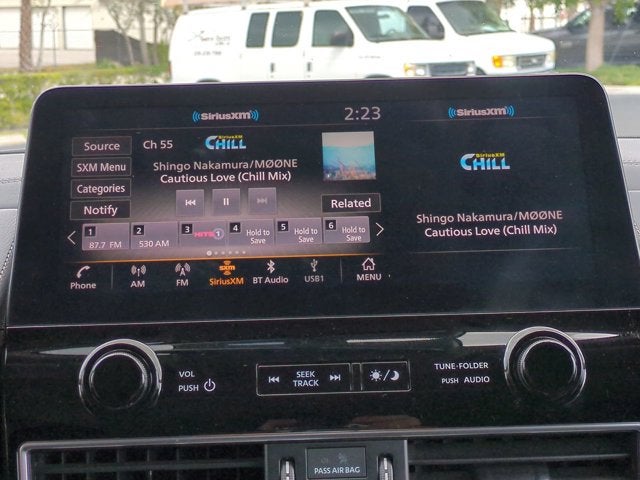 SiriusXM
2:23
SiriusXM
Source
Ch 55
SiriusXM
CHILL
SXM Menu
Shingo Nakamura/MØØNE
Cautious Love (Chill Mix)
Categories
Notify
Related
SiriusXM
CHILL
Shingo Nakamura/MØØNE
Cautious Love (Chill Mix)
1
87.7 FM
2
530 AM
3
HITS 1
4
Hold to
Save
5
Hold to
Save
6
Hold to
Save
Phone
AM
FM
SXM
SiriusXM
BT Audio
USB1
MENU
VOL
PUSH
SEEK
TRACK
TUNE·FOLDER
PUSH AUDIO
PASS AIR BAG